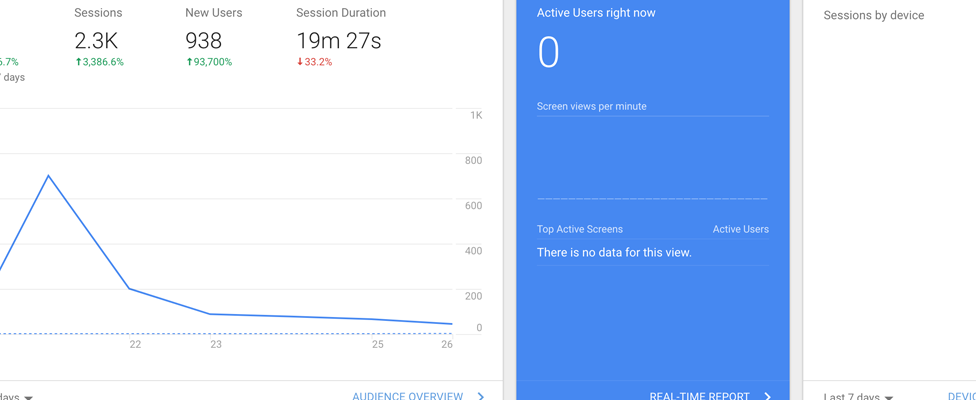 Sessions
New Users
Session Duration
2.3K
938
19m 27s
6.7%
↑3,386.6%
↑93,700%
↓33.2%
days
1K
800
600
400
200
0
22
23
25
26
AUDIENCE OVERVIEW
Active Users right now
0
Screen views per minute
Top Active Screens
Active Users
There is no data for this view.
REAL-TIME REPORT
Sessions by device
Last 7 days